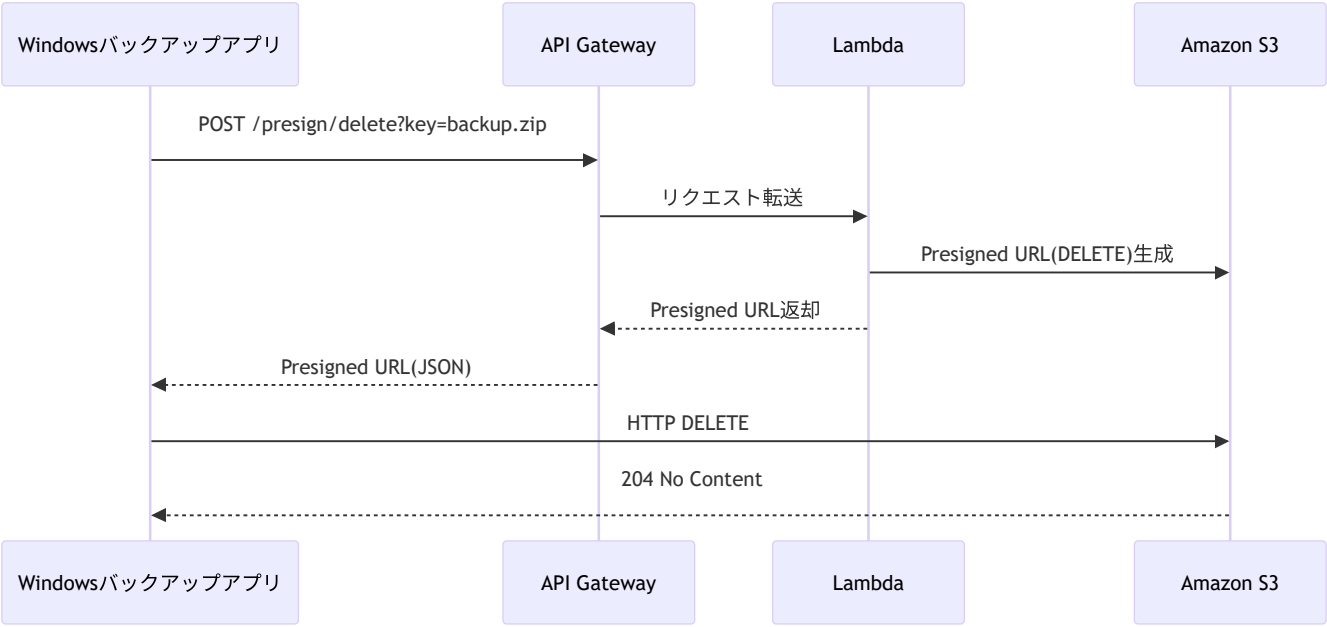 Windowsバックアップアプリ
API Gateway
Lambda
Amazon S3
POST /presign/delete?key=backup.zip
リクエスト転送
Presigned URL(DELETE)生成
Presigned URL返却
Presigned URL(JSON)
HTTP DELETE
204 No Content
Windowsバックアップアプリ
API Gateway
Lambda
Amazon S3